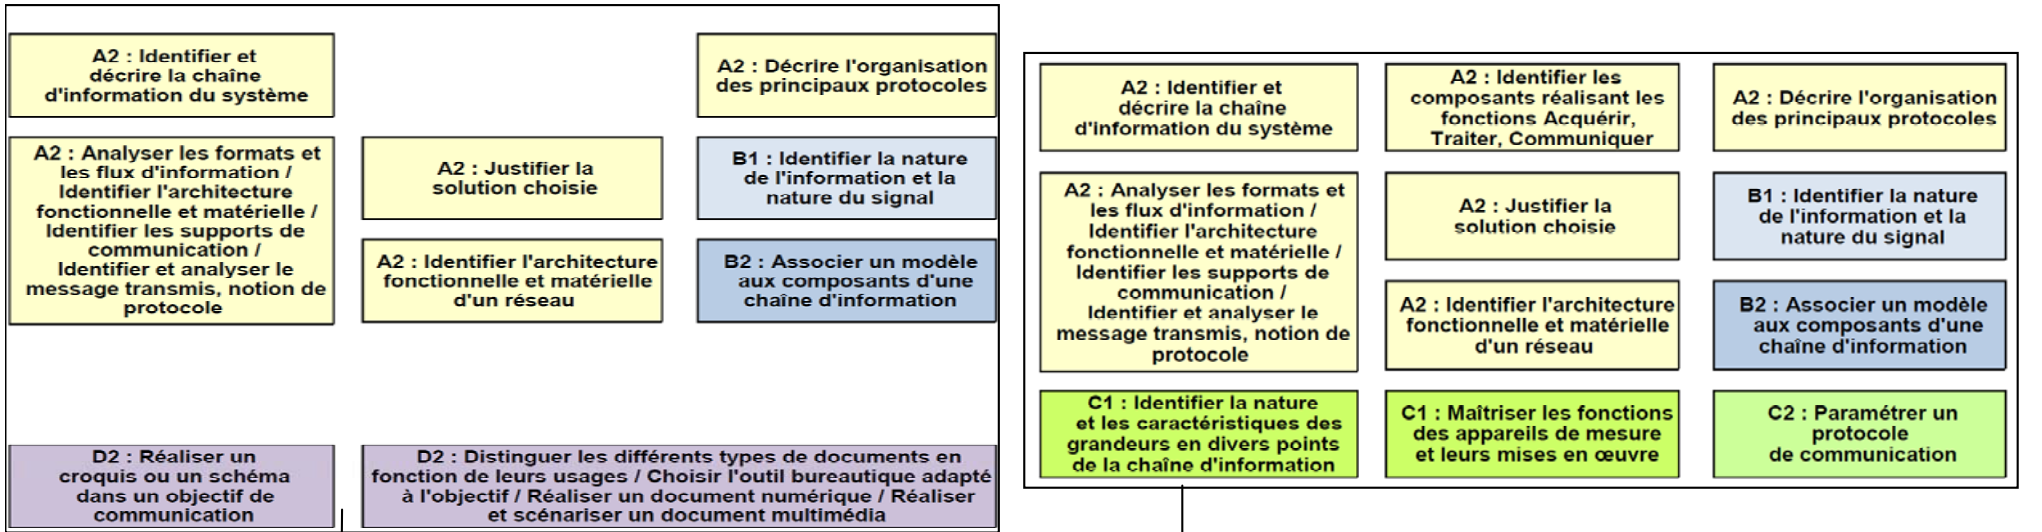 A2 : Identifier et
décrire la chaîne
d'information du système
A2 : Décrire l'organisation
des principaux protocoles
A2 : Analyser les formats et
les flux d'information /
Identifier l'architecture
fonctionnelle et matérielle /
Identifier les supports de
communication /
Identifier et analyser le
message transmis, notion de
protocole
A2 : Justifier la
solution choisie
B1 : Identifier la nature
de l'information et la
nature du signal
A2 : Identifier l'architecture
fonctionnelle et matérielle
d'un réseau
B2 : Associer un modèle
aux composants d'une
chaîne d'information
D2 : Réaliser un
croquis ou un schéma
dans un objectif de
communication
D2 : Distinguer les différents types de documents en
fonction de leurs usages / Choisir l'outil bureautique adapté
à l'objectif / Réaliser un document numérique / Réaliser
et scénariser un document multimédia
A2 : Identifier et
décrire la chaîne
d'information du système
A2 : Identifier les
composants réalisant les
fonctions Acquérir,
Traiter, Communiquer
A2 : Décrire l'organisation
des principaux protocoles
A2 : Analyser les formats et
les flux d'information /
Identifier l'architecture
fonctionnelle et matérielle /
Identifier les supports de
communication /
Identifier et analyser le
message transmis, notion de
protocole
A2 : Justifier la
solution choisie
B1 : Identifier la nature
de l'information et la
nature du signal
A2 : Identifier l'architecture
fonctionnelle et matérielle
d'un réseau
B2 : Associer un modèle
aux composants d'une
chaîne d'information
C1 : Identifier la nature
et les caractéristiques des
grandeurs en divers points
de la chaîne d'information
C1 : Maîtriser les fonctions
des appareils de mesure
et leurs mises en œuvre
C2 : Paramétrer un
protocole
de communication